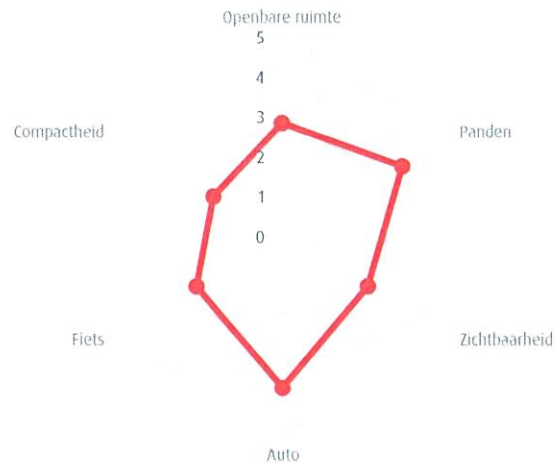 Openbare ruimte
5
4
Compactheid
Panden
3
2
1
0
Fiets
Zichtbaarheid
Auto